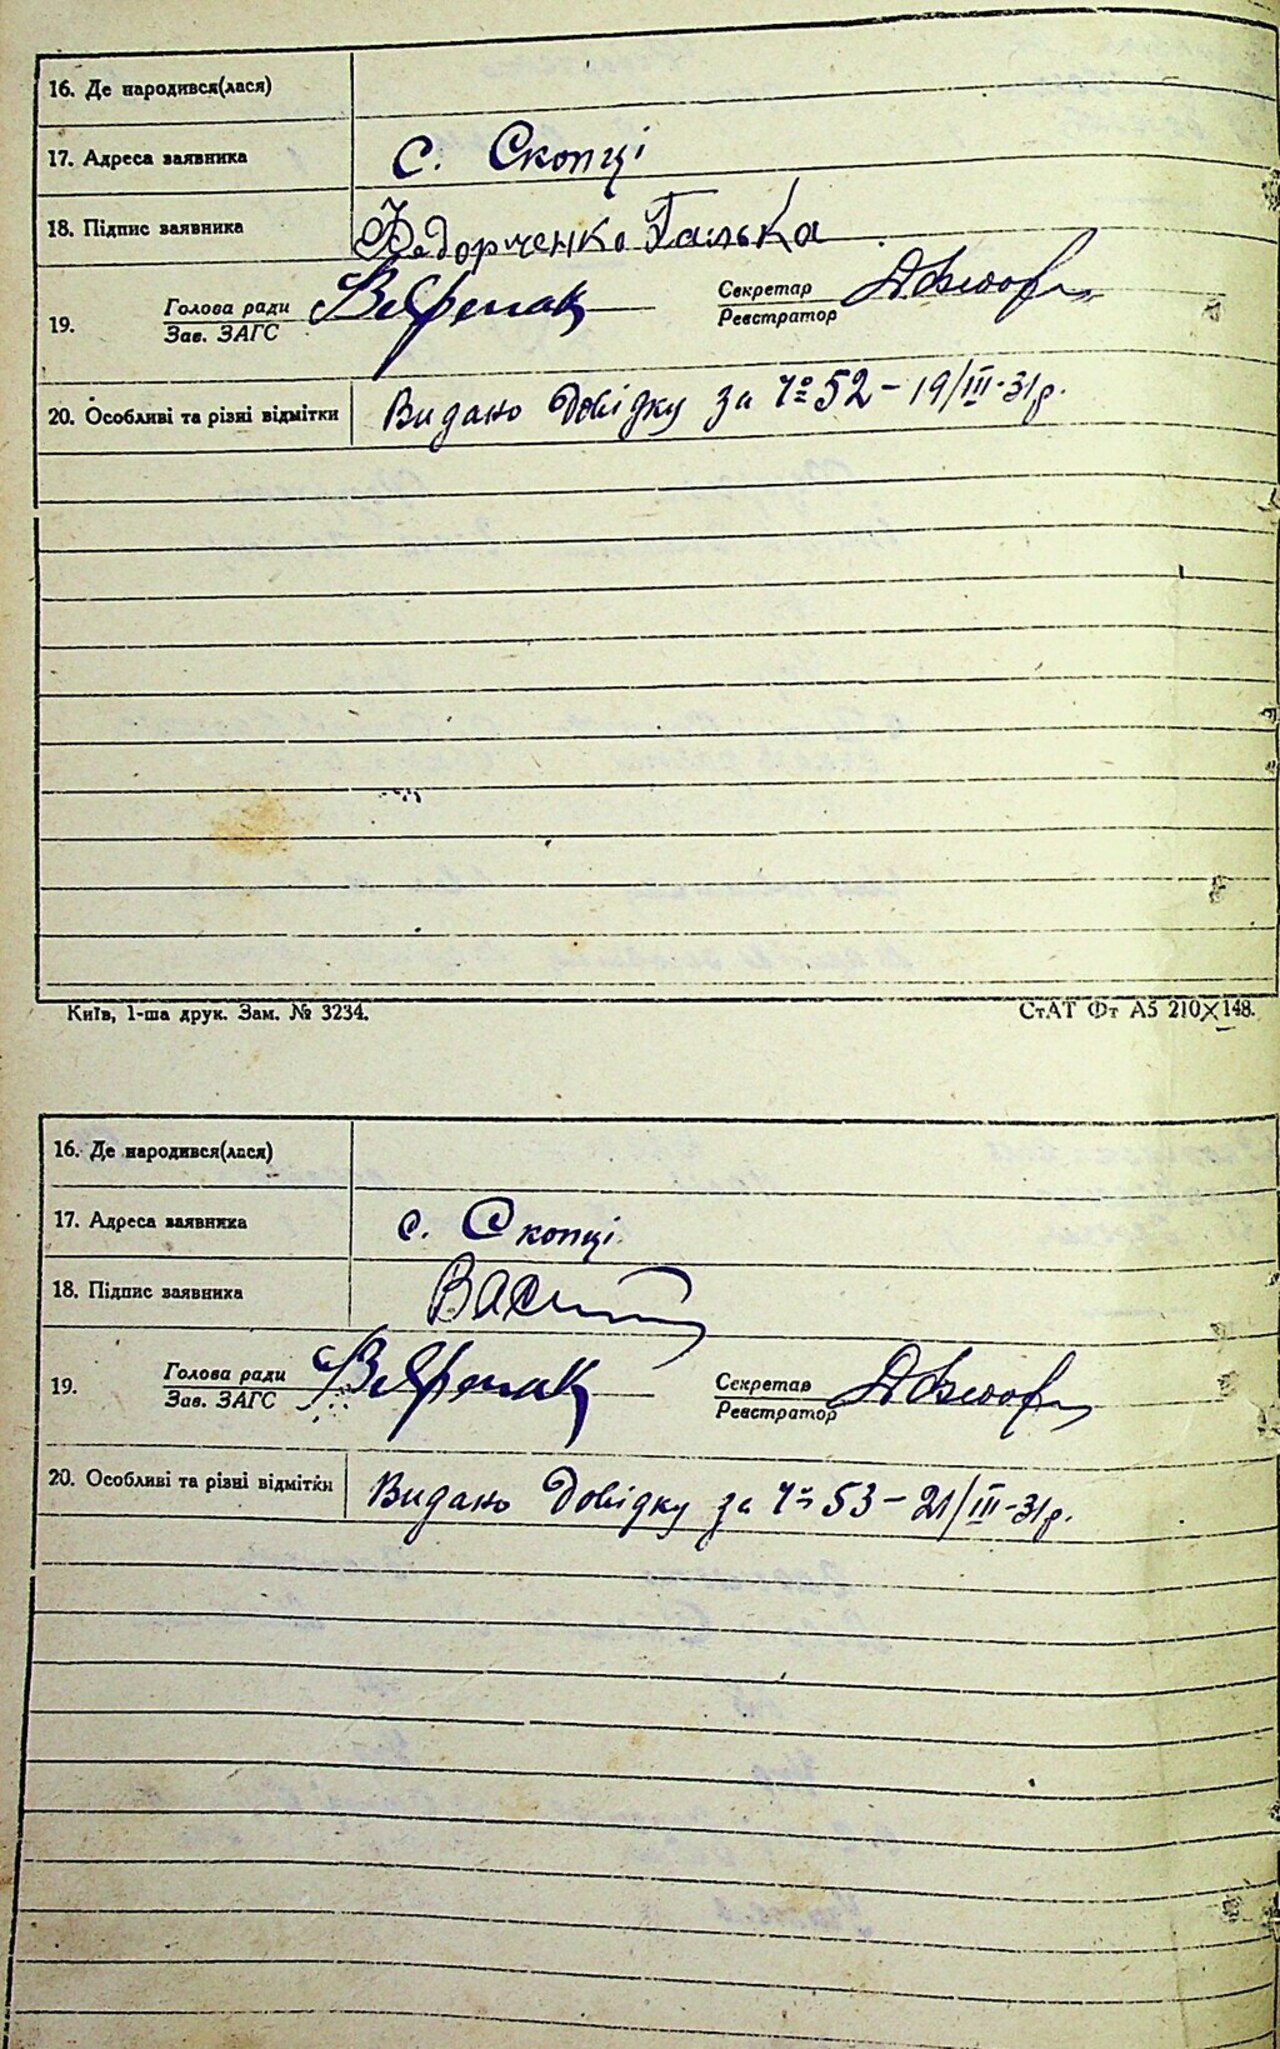 16. Де народився(лася)
17. Адреса заявника с. Скопці
18. Підпис заявника Федорченко Галька
19. Голова ради Секретар
Зав. ЗАГС Реєстратор
20. Особливі та різні відмітки Видано довідку за № 52 – 19/III-31р.
Київ, 1-ша друк. Зам. № 3234. СтАТ Фт А5 210×148.
16. Де народився(лася)
17. Адреса заявника с. Скопці
18. Підпис заявника
19. Голова ради Секретар
Зав. ЗАГС Реєстратор
20. Особливі та різні відмітки Видано довідку за № 53 – 21/III-31р.